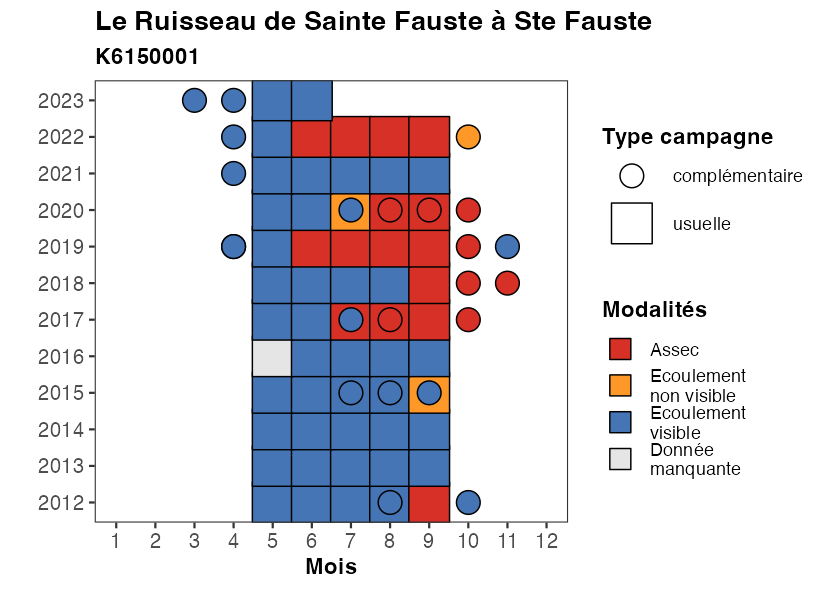 Le Ruisseau de Sainte Fauste à Ste Fauste
K6150001
2023
2022
2021
2020
2019
2018
2017
2016
2015
2014
2013
2012
1 2 3 4 5 6 7 8 9 10 11 12
Mois
Type campagne
complémentaire
usuelle
Modalités
Assec
Ecoulement
non visible
Ecoulement
visible
Donnée
manquante